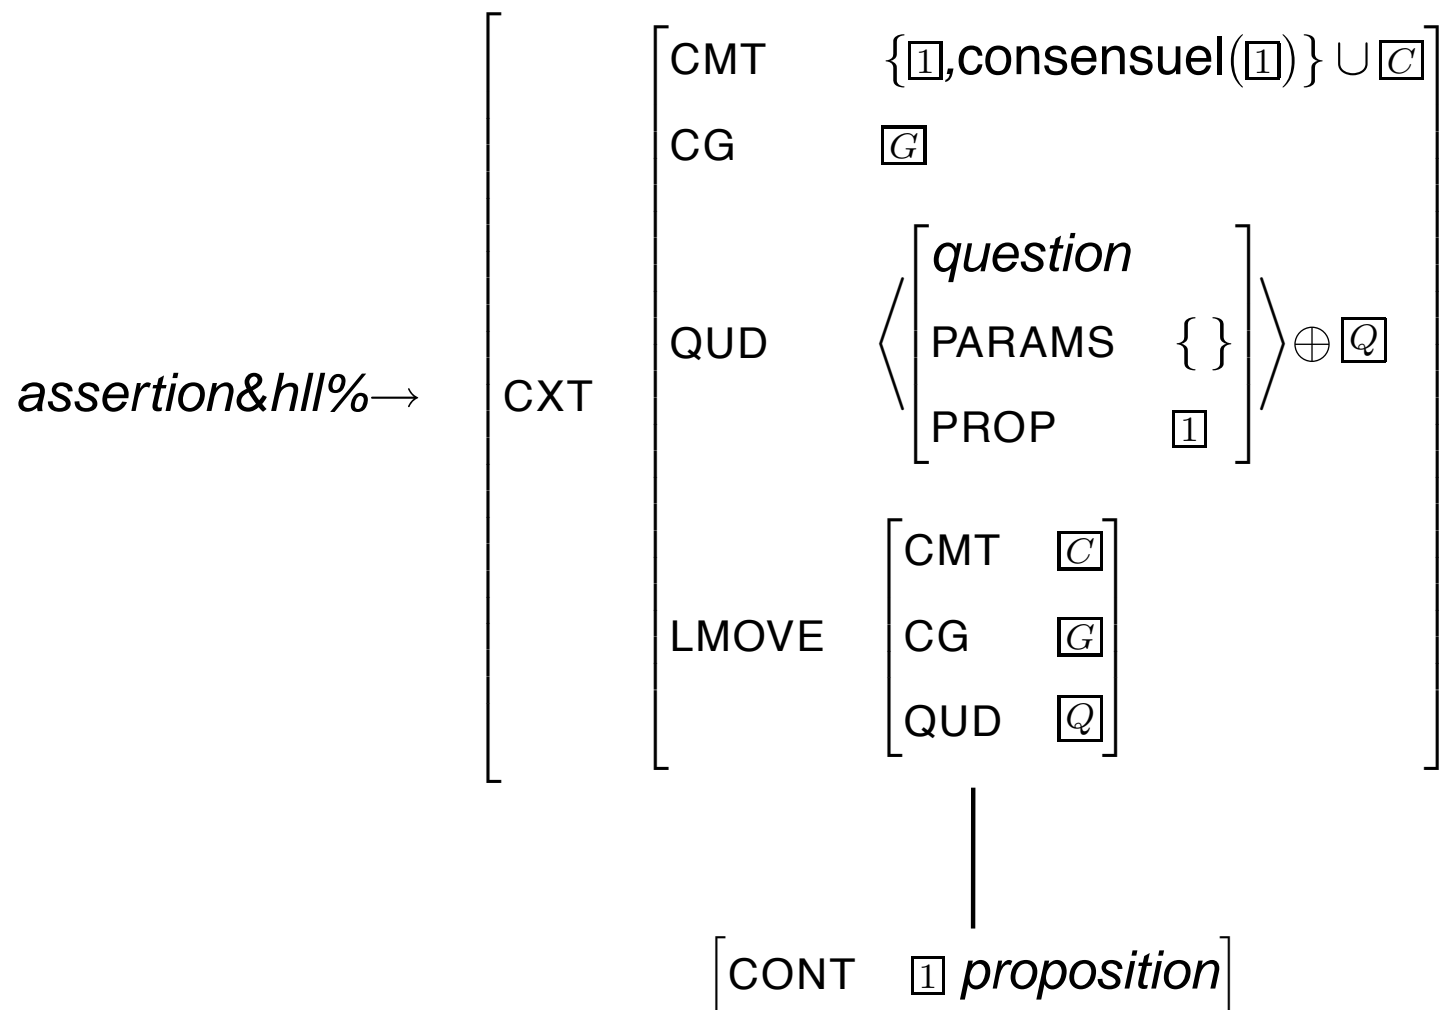 CMT {1,consensuel(1)} ∪ C
CG G
question
QUD ⟨ PARAMS { } ⟩ ⊕ Q
assertion&hll%→ CXT
PROP 1
CMT C
LMOVE CG G
QUD Q
CONT 1 proposition